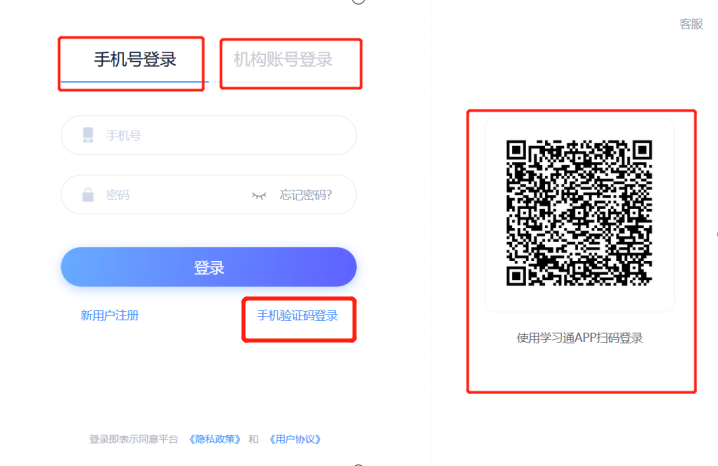 客服
手机号登录 机构账号登录
手机号
密码 忘记密码?
登录
新用户注册 手机验证码登录
使用学习通APP扫码登录
登录即表示同意平台 《隐私政策》 和 《用户协议》